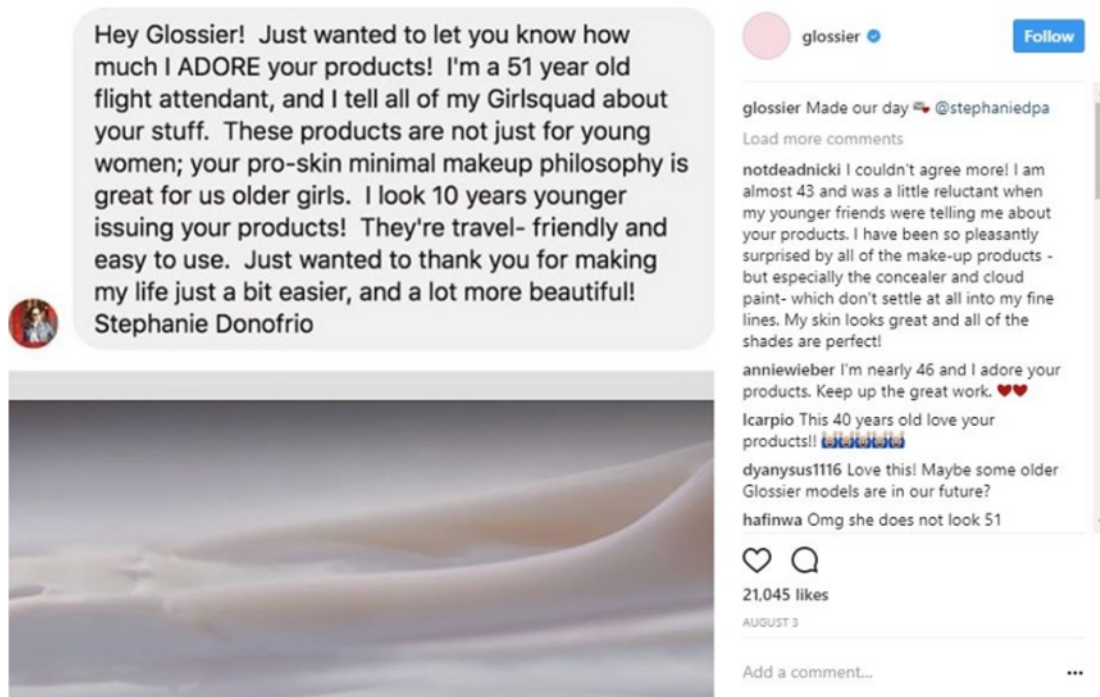 Hey Glossier! Just wanted to let you know how
much I ADORE your products! I'm a 51 year old
flight attendant, and I tell all of my Girlsquad about
your stuff. These products are not just for young
women; your pro-skin minimal makeup philosophy is
great for us older girls. I look 10 years younger
issuing your products! They're travel- friendly and
easy to use. Just wanted to thank you for making
my life just a bit easier, and a lot more beautiful!
Stephanie Donofrio
glossier
Follow
glossier Made our day 💌 @stephaniedpa
Load more comments
notdeadnicki I couldn't agree more! I am
almost 43 and was a little reluctant when
my younger friends were telling me about
your products. I have been so pleasantly
surprised by all of the make-up products -
but especially the concealer and cloud
paint- which don't settle at all into my fine
lines. My skin looks great and all of the
shades are perfect!
anniewieber I'm nearly 46 and I adore your
products. Keep up the great work. ❤❤
lcarpio This 40 years old love your
products!! 🙌🙌🙌🙌🙌
dyanysus1116 Love this! Maybe some older
Glossier models are in our future?
hafinwa Omg she does not look 51
21,045 likes
AUGUST 3
Add a comment...